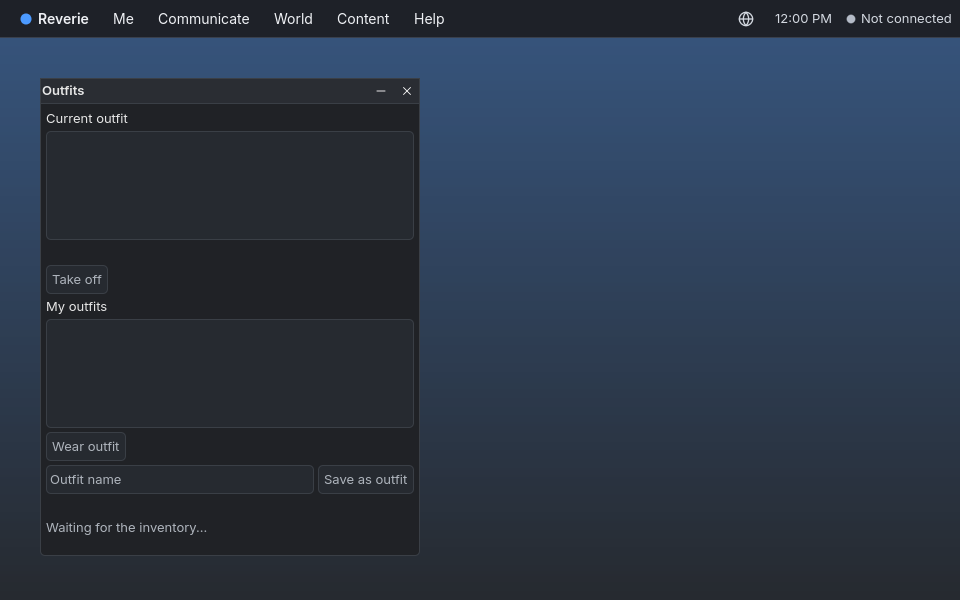 Reverie Me Communicate World Content Help 12:00 PM Not connected
Outfits
Current outfit
Take off
My outfits
Wear outfit
Outfit name Save as outfit
Waiting for the inventory...